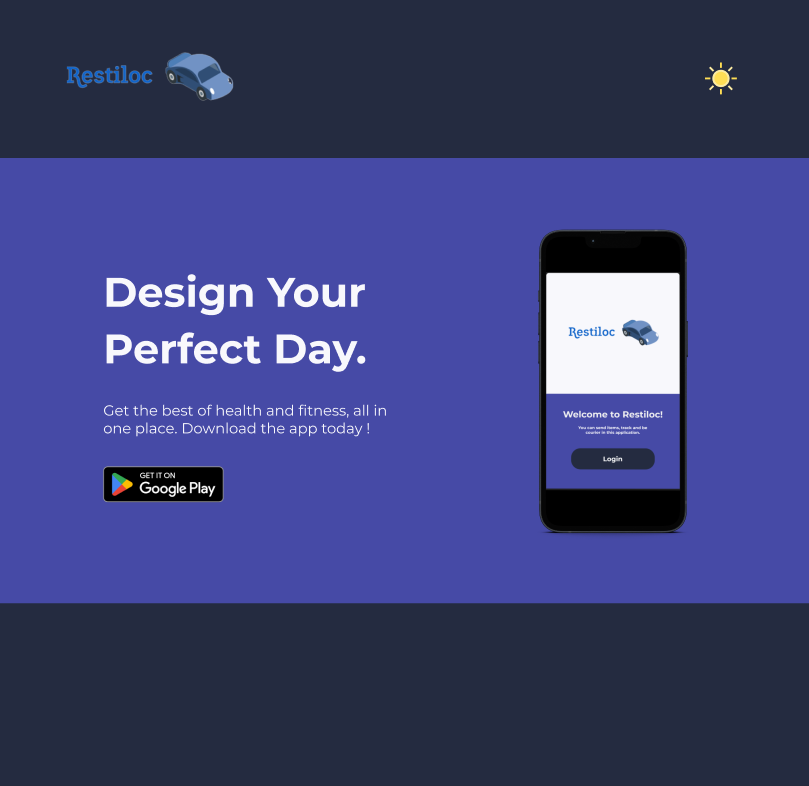 Restiloc
Design Your
Perfect Day.
Get the best of health and fitness, all in
one place. Download the app today !
GET IT ON
Google Play
Restiloc
Welcome to Restiloc!
You can send items, track and be
courier in this application.
Login